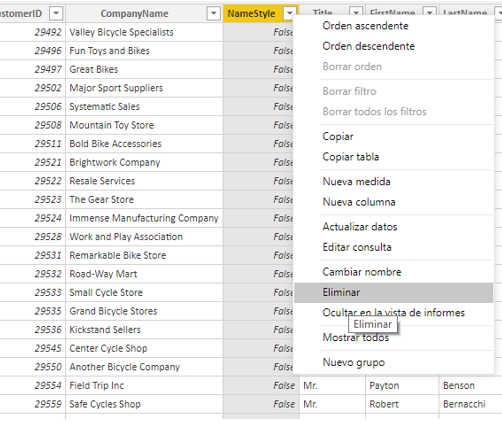 CustomerID CompanyName NameStyle Title FirstName LastName
29492 Valley Bicycle Specialists False
29496 Fun Toys and Bikes False
29497 Great Bikes False
29502 Major Sport Suppliers False
29506 Systematic Sales False
29508 Mountain Toy Store False
29511 Bold Bike Accessories False
29521 Brightwork Company False
29522 Resale Services False
29523 The Gear Store False
29524 Immense Manufacturing Company False
29528 Work and Play Association False
29531 Remarkable Bike Store False
29532 Road-Way Mart False
29533 Small Cycle Store False
29535 Grand Bicycle Stores False
29536 Kickstand Sellers False
29545 Center Cycle Shop False
29550 Another Bicycle Company False
29554 Field Trip Inc False Mr. Payton Benson
29559 Safe Cycles Shop False Mr. Robert Bernacchi
Orden ascendente
Orden descendente
Borrar orden
Borrar filtro
Borrar todos los filtros
Copiar
Copiar tabla
Nueva medida
Nueva columna
Actualizar datos
Editar consulta
Cambiar nombre
Eliminar
Ocultar en la vista de informes
Eliminar
Mostrar todos
Nuevo grupo